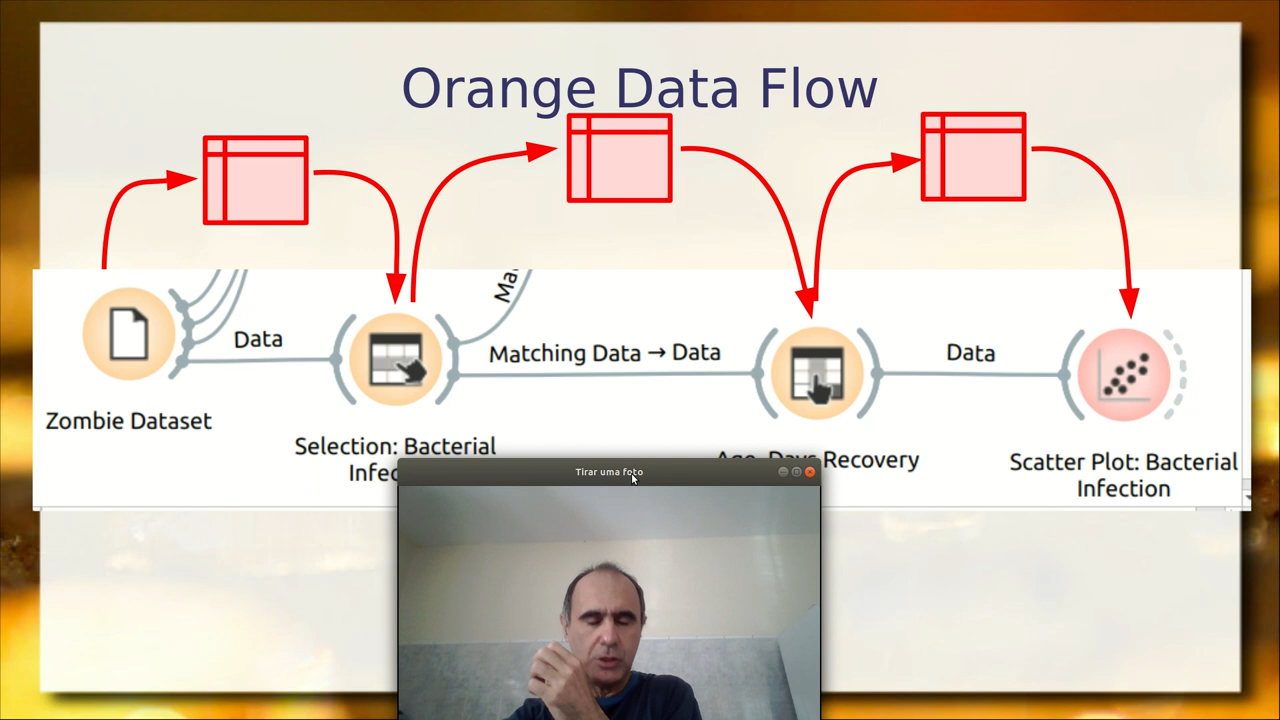 Orange Data Flow
Data
Matching Data → Data
Data
Zombie Dataset
Selection: Bacterial
Recovery
Scatter Plot: Bacterial
Infection
Tirar uma foto